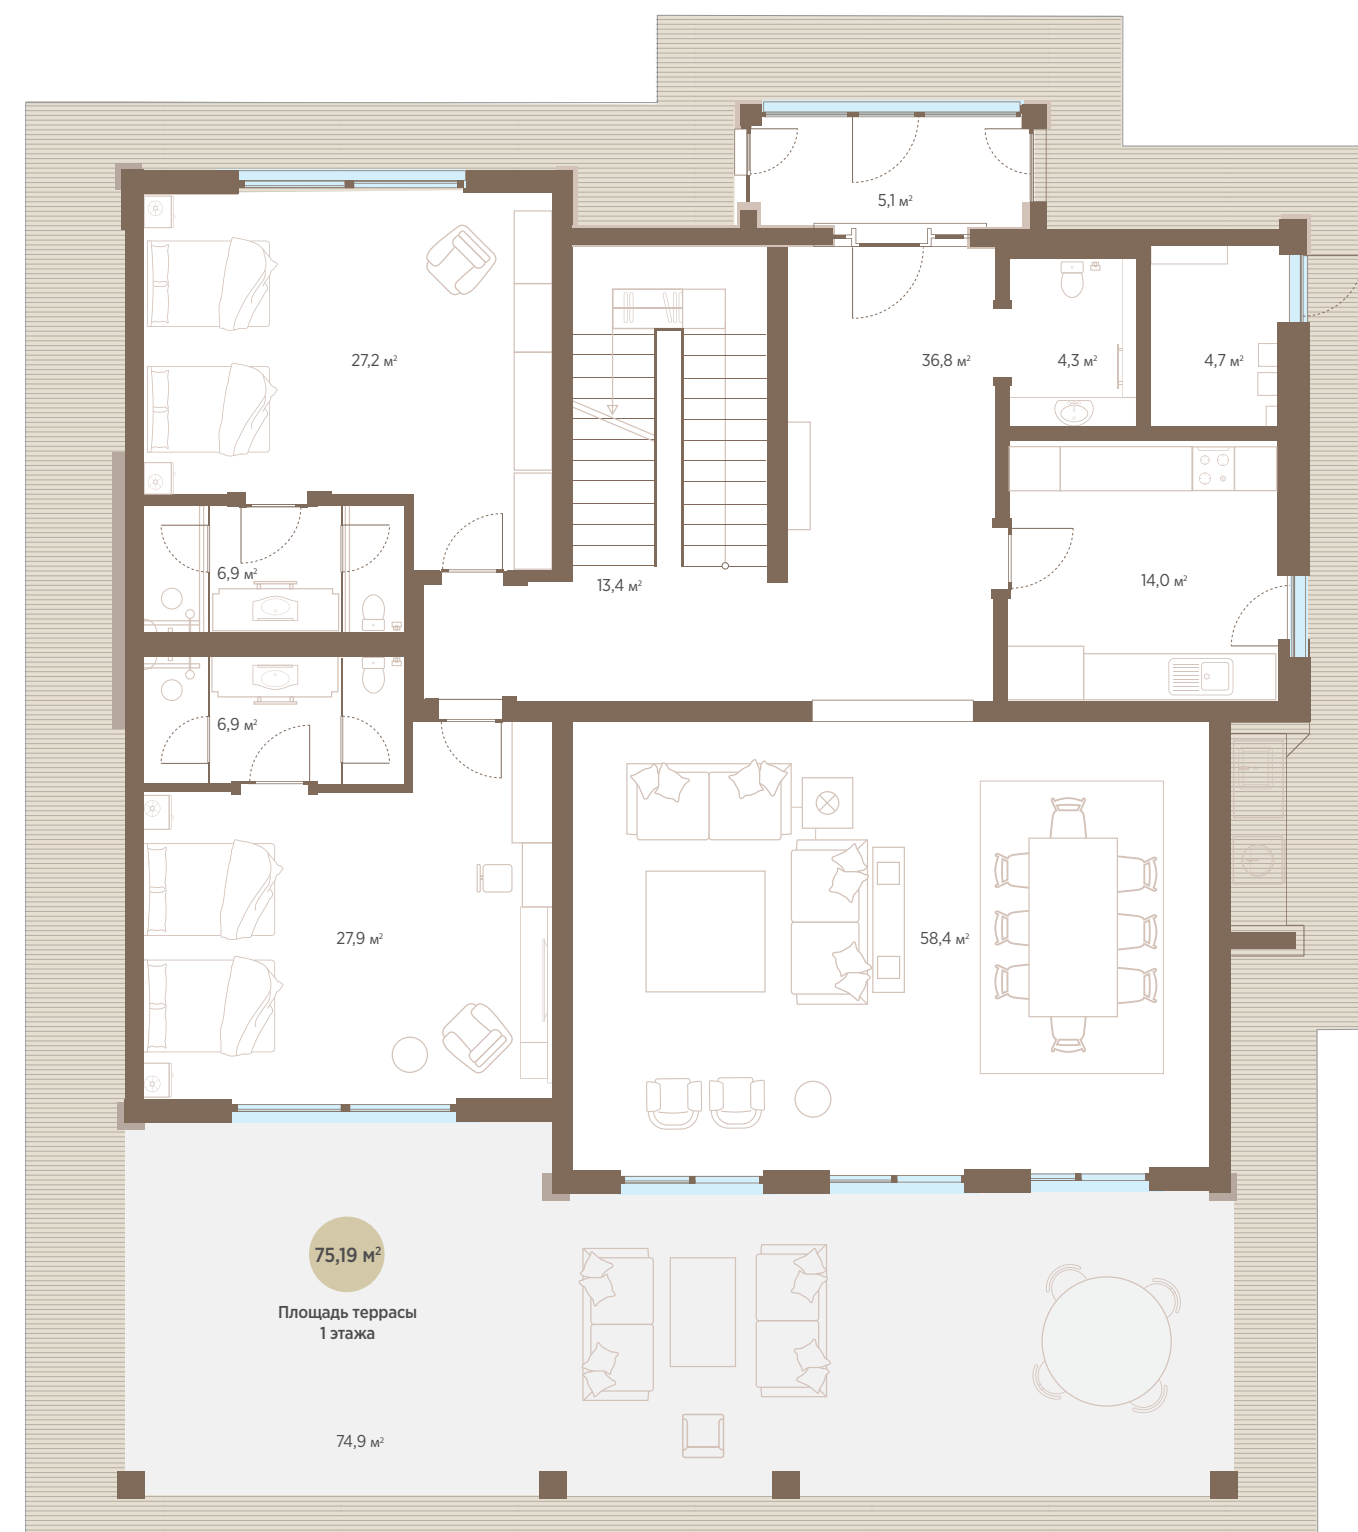 5,1 м²
27,2 м²
36,8 м²
4,3 м²
4,7 м²
6,9 м²
13,4 м²
14,0 м²
6,9 м²
27,9 м²
58,4 м²
75,19 м²
Площадь террасы
1 этажа
74,9 м²